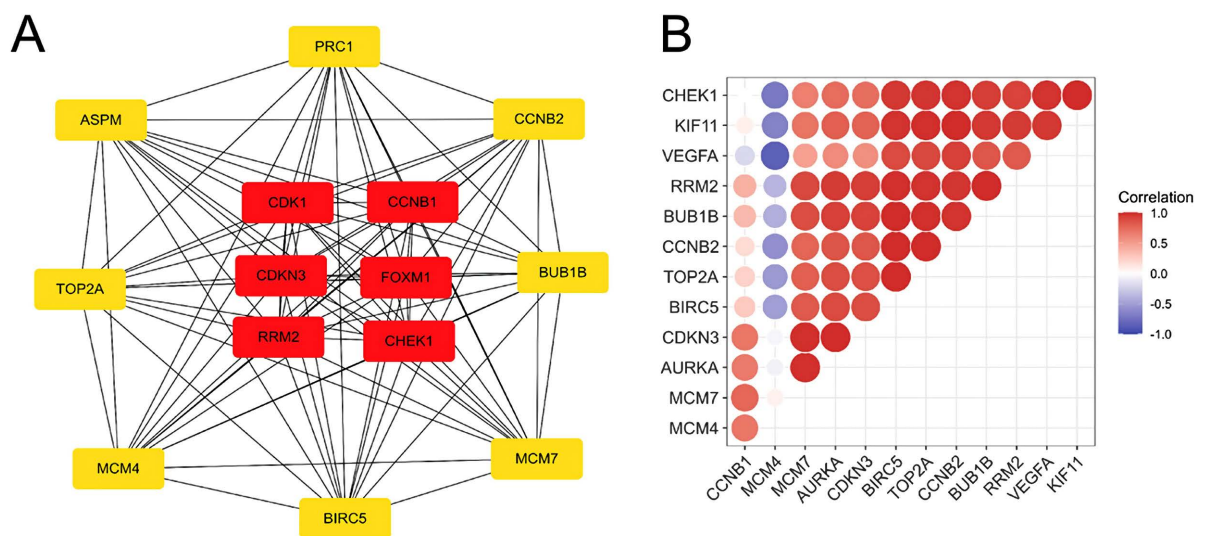 A
PRC1
ASPM
CCNB2
CDK1
CCNB1
CDKN3
FOXM1
BUB1B
TOP2A
RRM2
CHEK1
MCM4
MCM7
BIRC5
B
CHEK1
KIF11
VEGFA
RRM2
BUB1B
CCNB2
TOP2A
BIRC5
CDKN3
AURKA
MCM7
MCM4
CCNB1
MCM4
MCM7
AURKA
CDKN3
BIRC5
TOP2A
CCNB2
BUB1B
RRM2
VEGFA
KIF11
Correlation
1.0
0.5
0.0
-0.5
-1.0